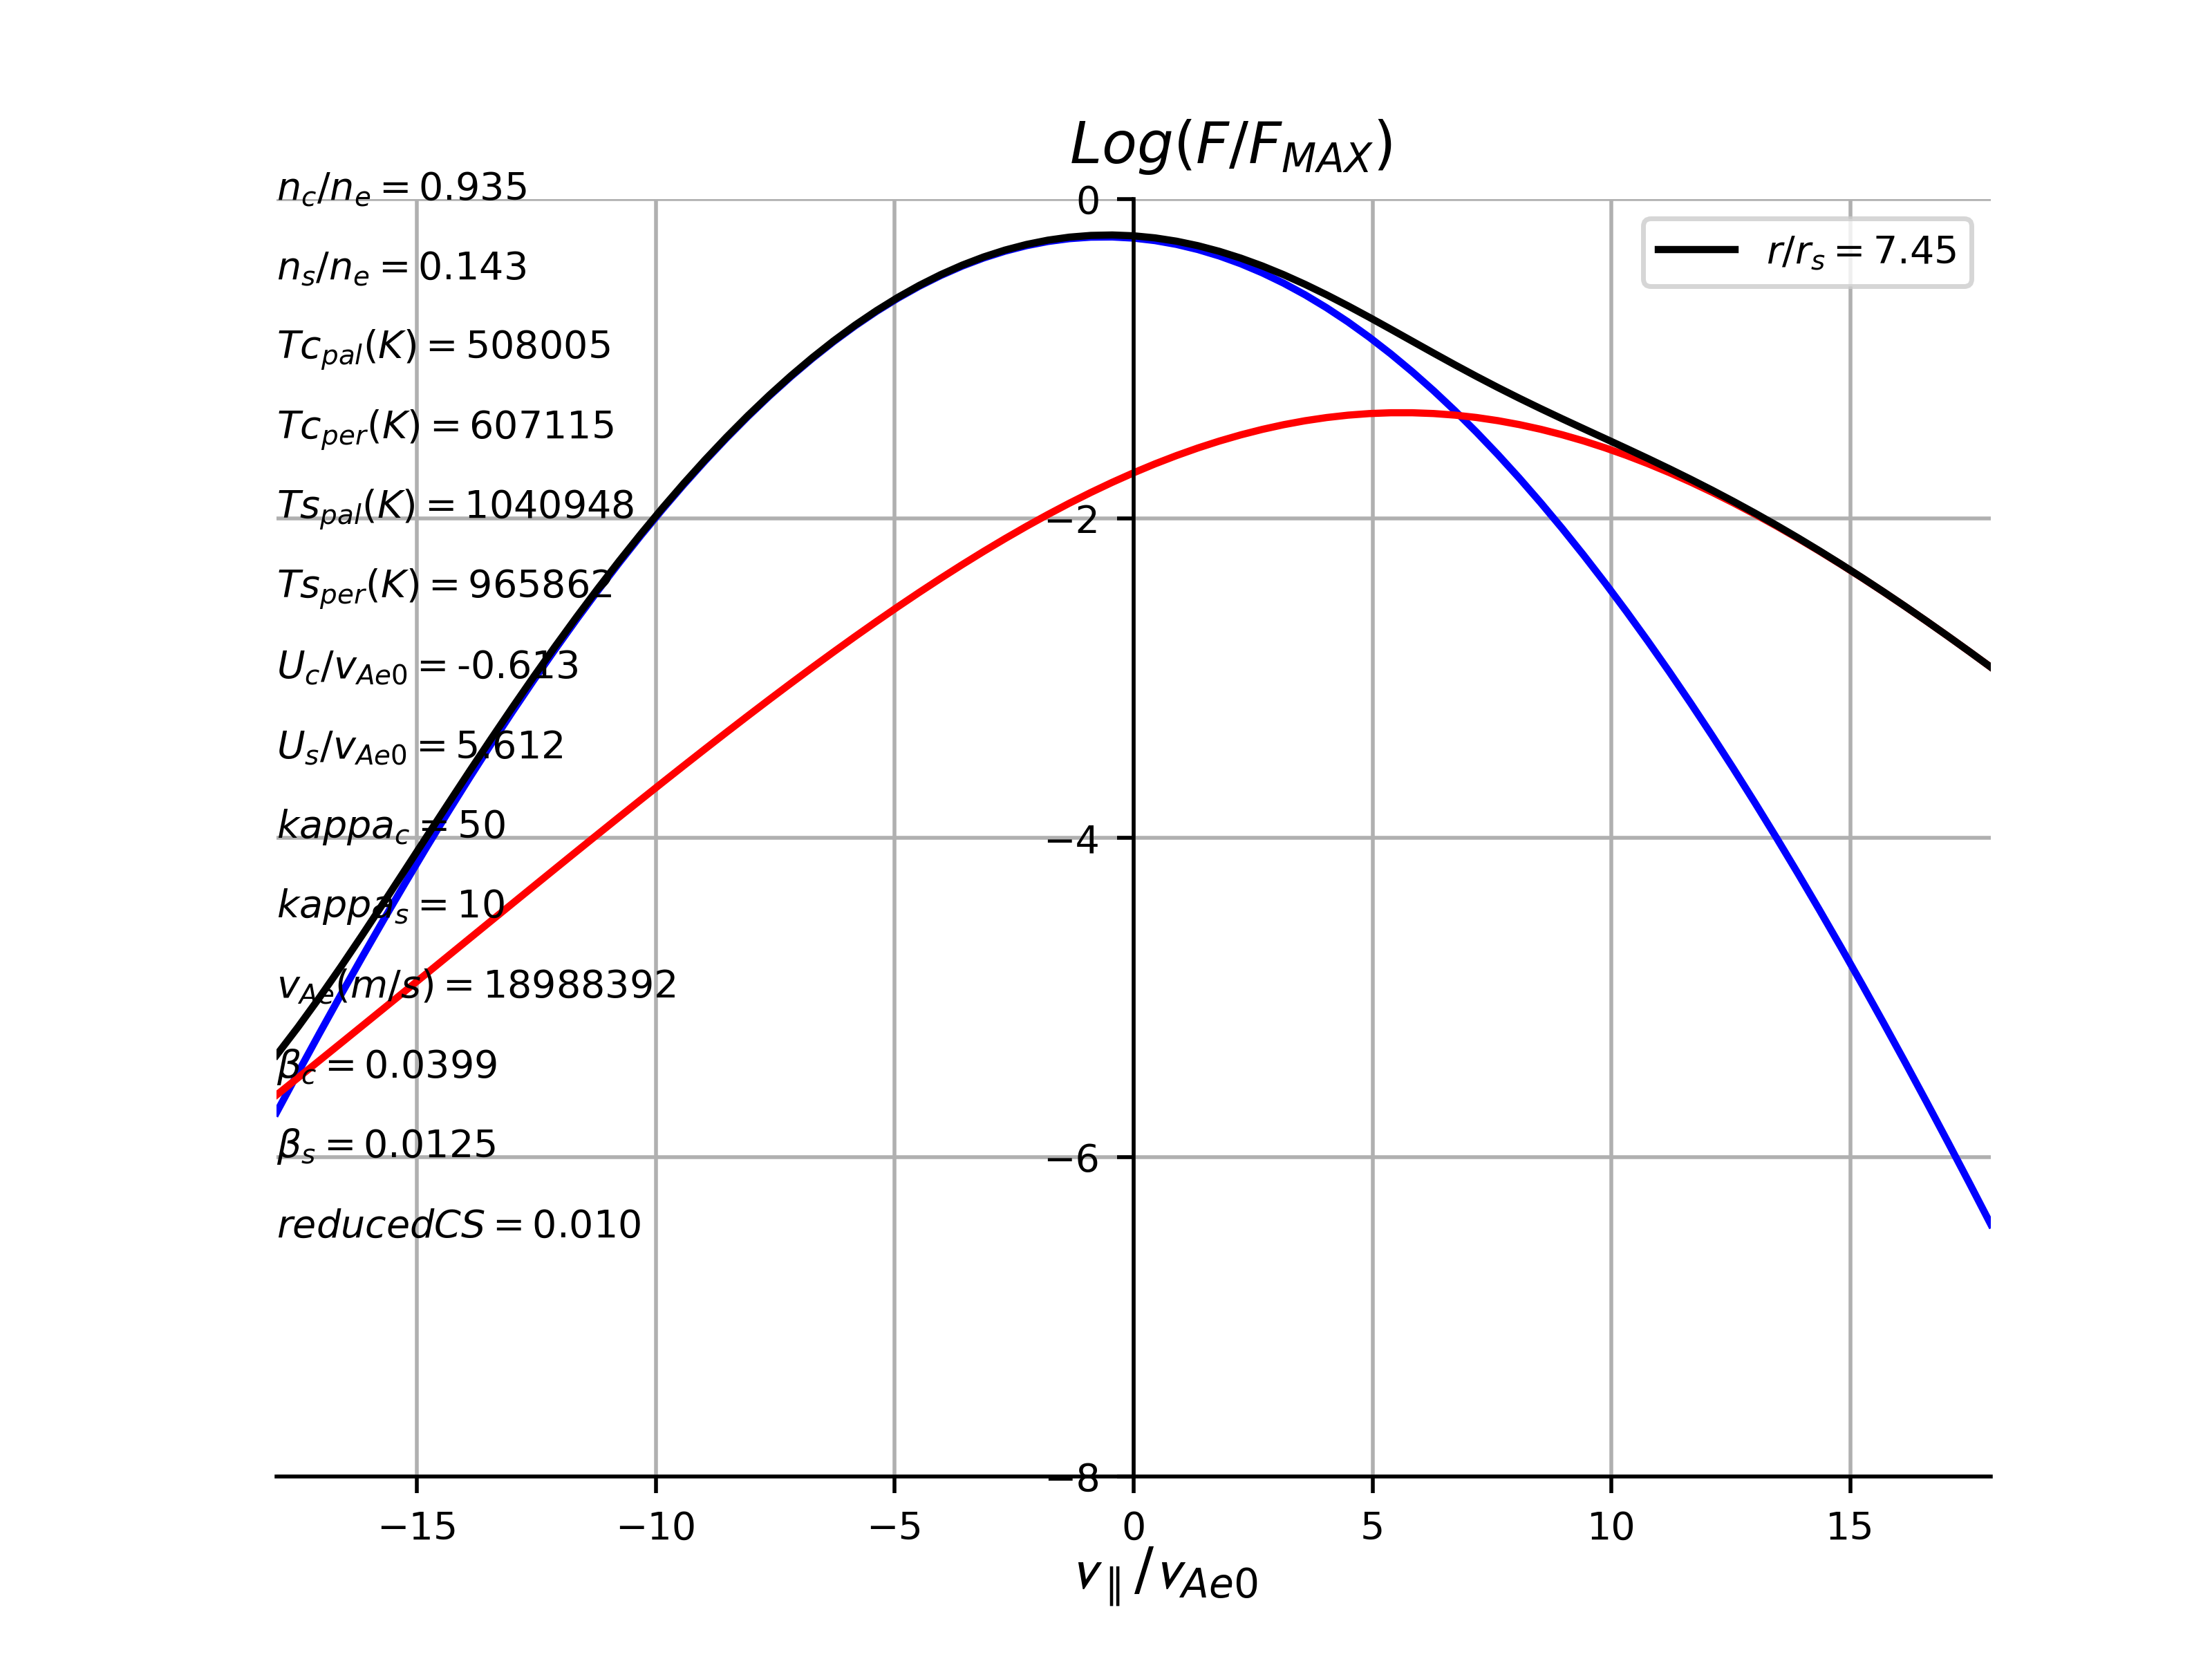 Log(F/F_MAX)
n_c/n_e = 0.935
n_s/n_e = 0.143
Tc_pal(K) = 508005
Tc_per(K) = 607115
Ts_pal(K) = 1040948
Ts_per(K) = 965862
U_c/v_Ae0 = -0.613
U_s/v_Ae0 = 5.612
kappa_c = 50
kappa_s = 10
v_Ae(m/s) = 18988392
β_c = 0.0399
β_s = 0.0125
reducedCS = 0.010
r/r_s = 7.45
0
−2
−4
−6
−8
−15 −10 −5 0 5 10 15
v_∥/v_Ae0